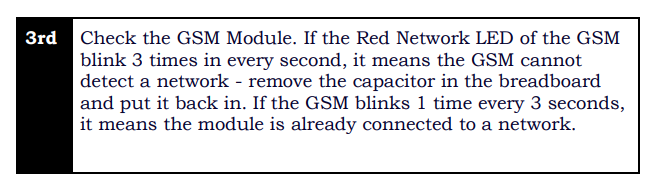 3rd Check the GSM Module. If the Red Network LED of the GSM
blink 3 times in every second, it means the GSM cannot
detect a network - remove the capacitor in the breadboard
and put it back in. If the GSM blinks 1 time every 3 seconds,
it means the module is already connected to a network.